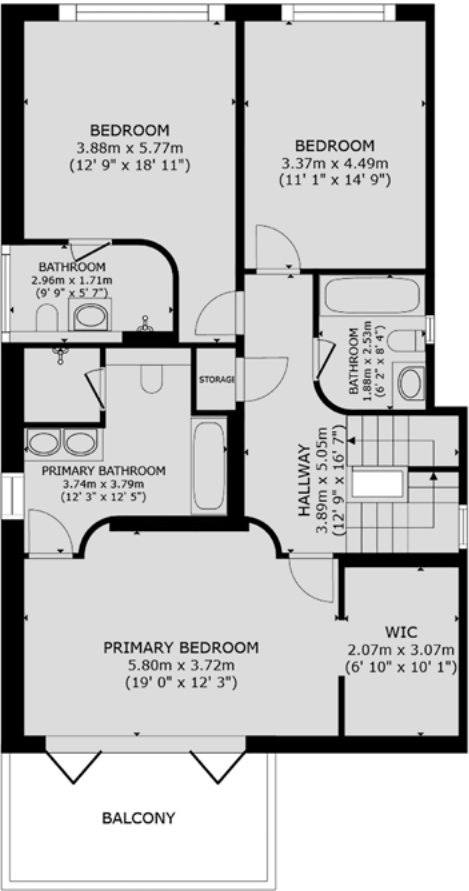 BEDROOM
3.88m x 5.77m
(12' 9" x 18' 11")
BEDROOM
3.37m x 4.49m
(11' 1" x 14' 9")
BATHROOM
2.96m x 1.71m
(9' 9" x 5' 7")
BATHROOM
1.88m x 2.53m
(6' 2" x 8' 4")
STORAGE
HALLWAY
3.89m x 5.05m
(12' 9" x 16' 7")
PRIMARY BATHROOM
3.74m x 3.79m
(12' 3" x 12' 5")
PRIMARY BEDROOM
5.80m x 3.72m
(19' 0" x 12' 3")
WIC
2.07m x 3.07m
(6' 10" x 10' 1")
BALCONY